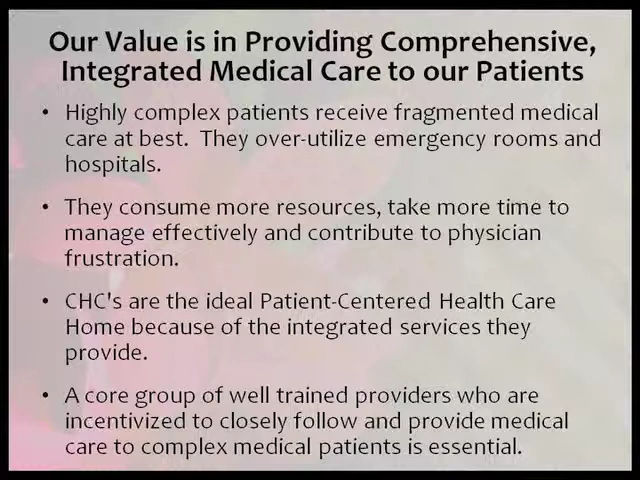 Our Value is in Providing Comprehensive,
Integrated Medical Care to our Patients
• Highly complex patients receive fragmented medical
care at best.  They over-utilize emergency rooms and
hospitals.
• They consume more resources, take more time to
manage effectively and contribute to physician
frustration.
• CHC's are the ideal Patient-Centered Health Care
Home because of the integrated services they
provide.
• A core group of well trained providers who are
incentivized to closely follow and provide medical
care to complex medical patients is essential.